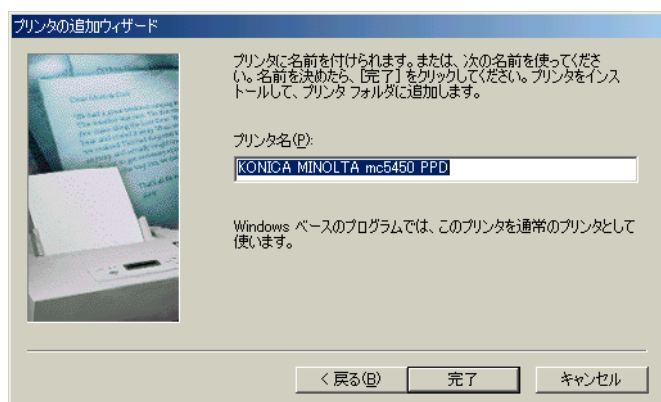 プリンタの追加ウィザード
プリンタに名前を付けられます。または、次の名前を使ってくださ
い。名前を決めたら、[完了] をクリックしてください。プリンタをインス
トールして、プリンタ フォルダに追加します。
プリンタ名(P):
KONICA MINOLTA mc5450 PPD
Windows ベースのプログラムでは、このプリンタを通常のプリンタとして
使います。
< 戻る(B)
完了
キャンセル